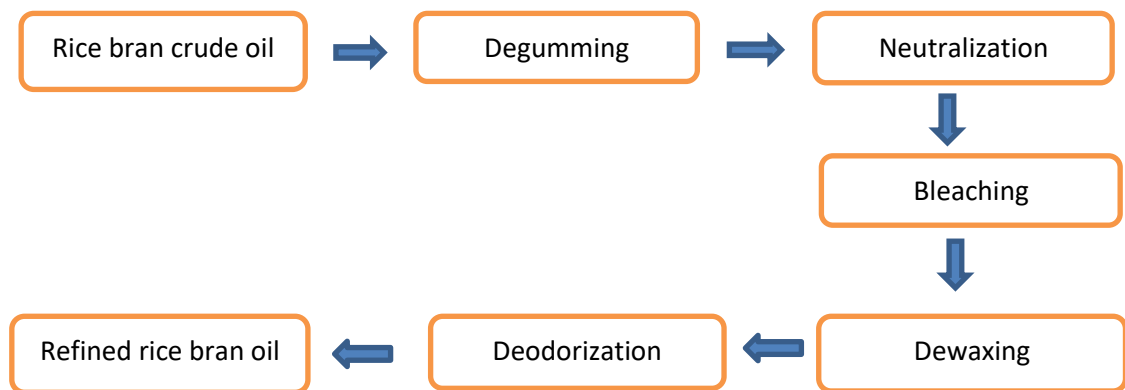 Rice bran crude oil
Degumming
Neutralization
Bleaching
Dewaxing
Deodorization
Refined rice bran oil